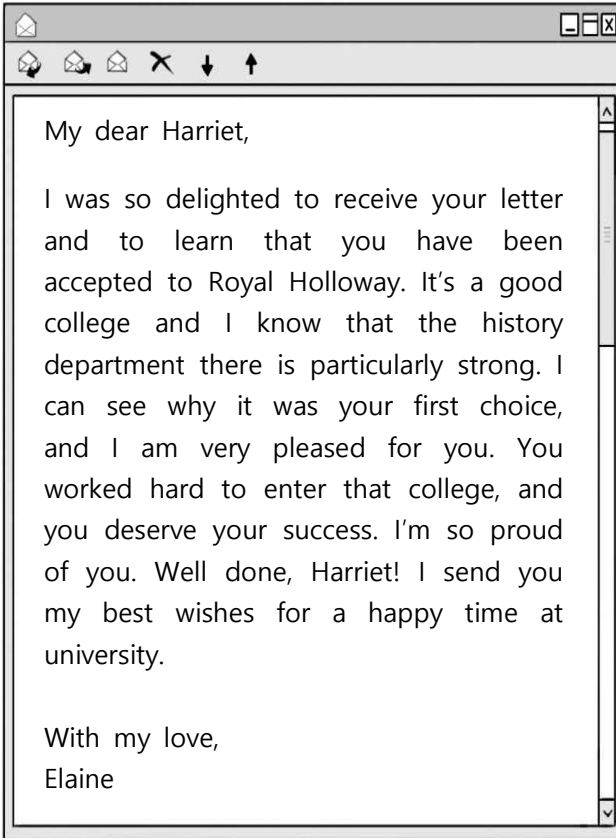 My dear Harriet,
I was so delighted to receive your letter
and to learn that you have been
accepted to Royal Holloway. It's a good
college and I know that the history
department there is particularly strong. I
can see why it was your first choice,
and I am very pleased for you. You
worked hard to enter that college, and
you deserve your success. I'm so proud
of you. Well done, Harriet! I send you
my best wishes for a happy time at
university.
With my love,
Elaine